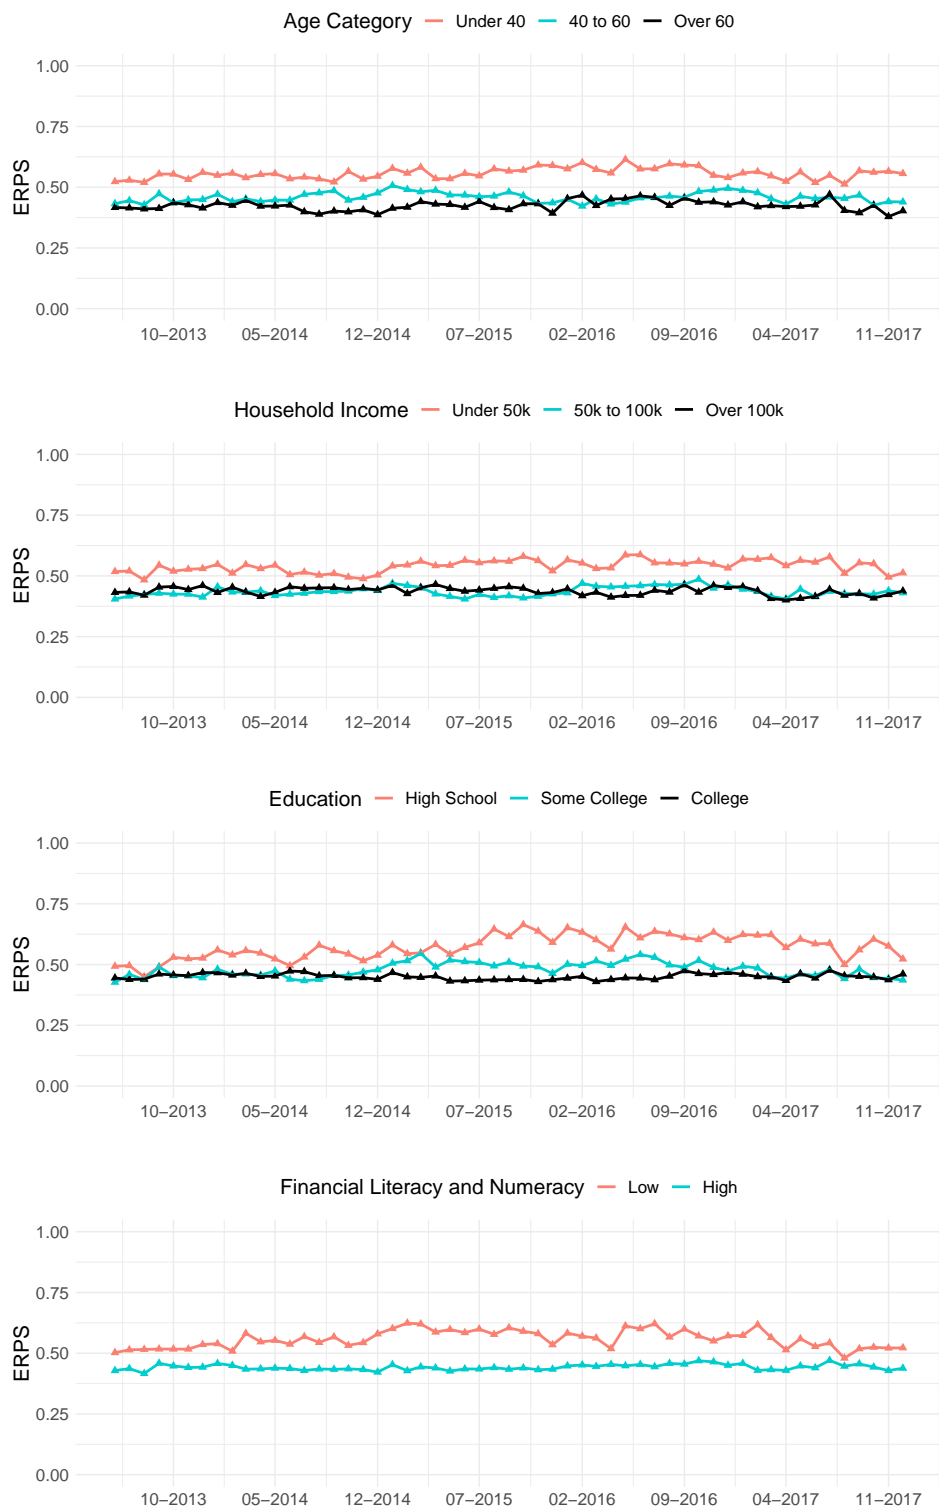 Age Category Under 40 40 to 60 Over 60
1.00
0.75
0.50
0.25
0.00
ERPS
10–2013 05–2014 12–2014 07–2015 02–2016 09–2016 04–2017 11–2017
Household Income Under 50k 50k to 100k Over 100k
1.00
0.75
0.50
0.25
0.00
ERPS
10–2013 05–2014 12–2014 07–2015 02–2016 09–2016 04–2017 11–2017
Education High School Some College College
1.00
0.75
0.50
0.25
0.00
ERPS
10–2013 05–2014 12–2014 07–2015 02–2016 09–2016 04–2017 11–2017
Financial Literacy and Numeracy Low High
1.00
0.75
0.50
0.25
0.00
ERPS
10–2013 05–2014 12–2014 07–2015 02–2016 09–2016 04–2017 11–2017